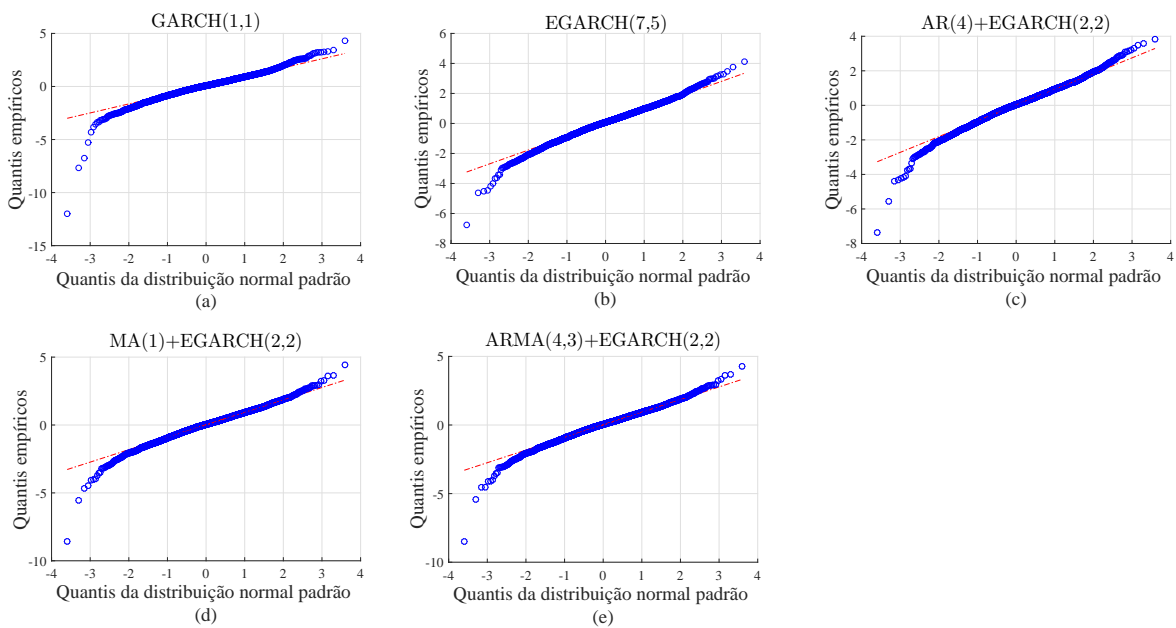 GARCH(1,1)
Quantis empíricos
5
0
-5
-10
-15
-4 -3 -2 -1 0 1 2 3 4
Quantis da distribuição normal padrão
(a)
EGARCH(7,5)
Quantis empíricos
6
4
2
0
-2
-4
-6
-8
-4 -3 -2 -1 0 1 2 3 4
Quantis da distribuição normal padrão
(b)
AR(4)+EGARCH(2,2)
Quantis empíricos
4
2
0
-2
-4
-6
-8
-4 -3 -2 -1 0 1 2 3 4
Quantis da distribuição normal padrão
(c)
MA(1)+EGARCH(2,2)
Quantis empíricos
5
0
-5
-10
-4 -3 -2 -1 0 1 2 3 4
Quantis da distribuição normal padrão
(d)
ARMA(4,3)+EGARCH(2,2)
Quantis empíricos
5
0
-5
-10
-4 -3 -2 -1 0 1 2 3 4
Quantis da distribuição normal padrão
(e)